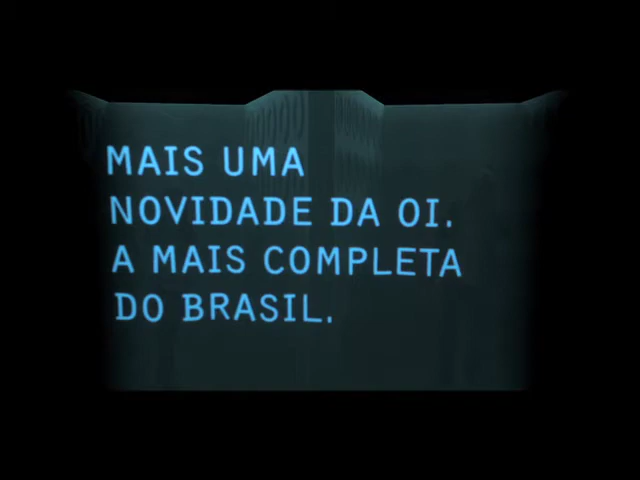 MAIS UMA
NOVIDADE DA OI.
A MAIS COMPLETA
DO BRASIL.